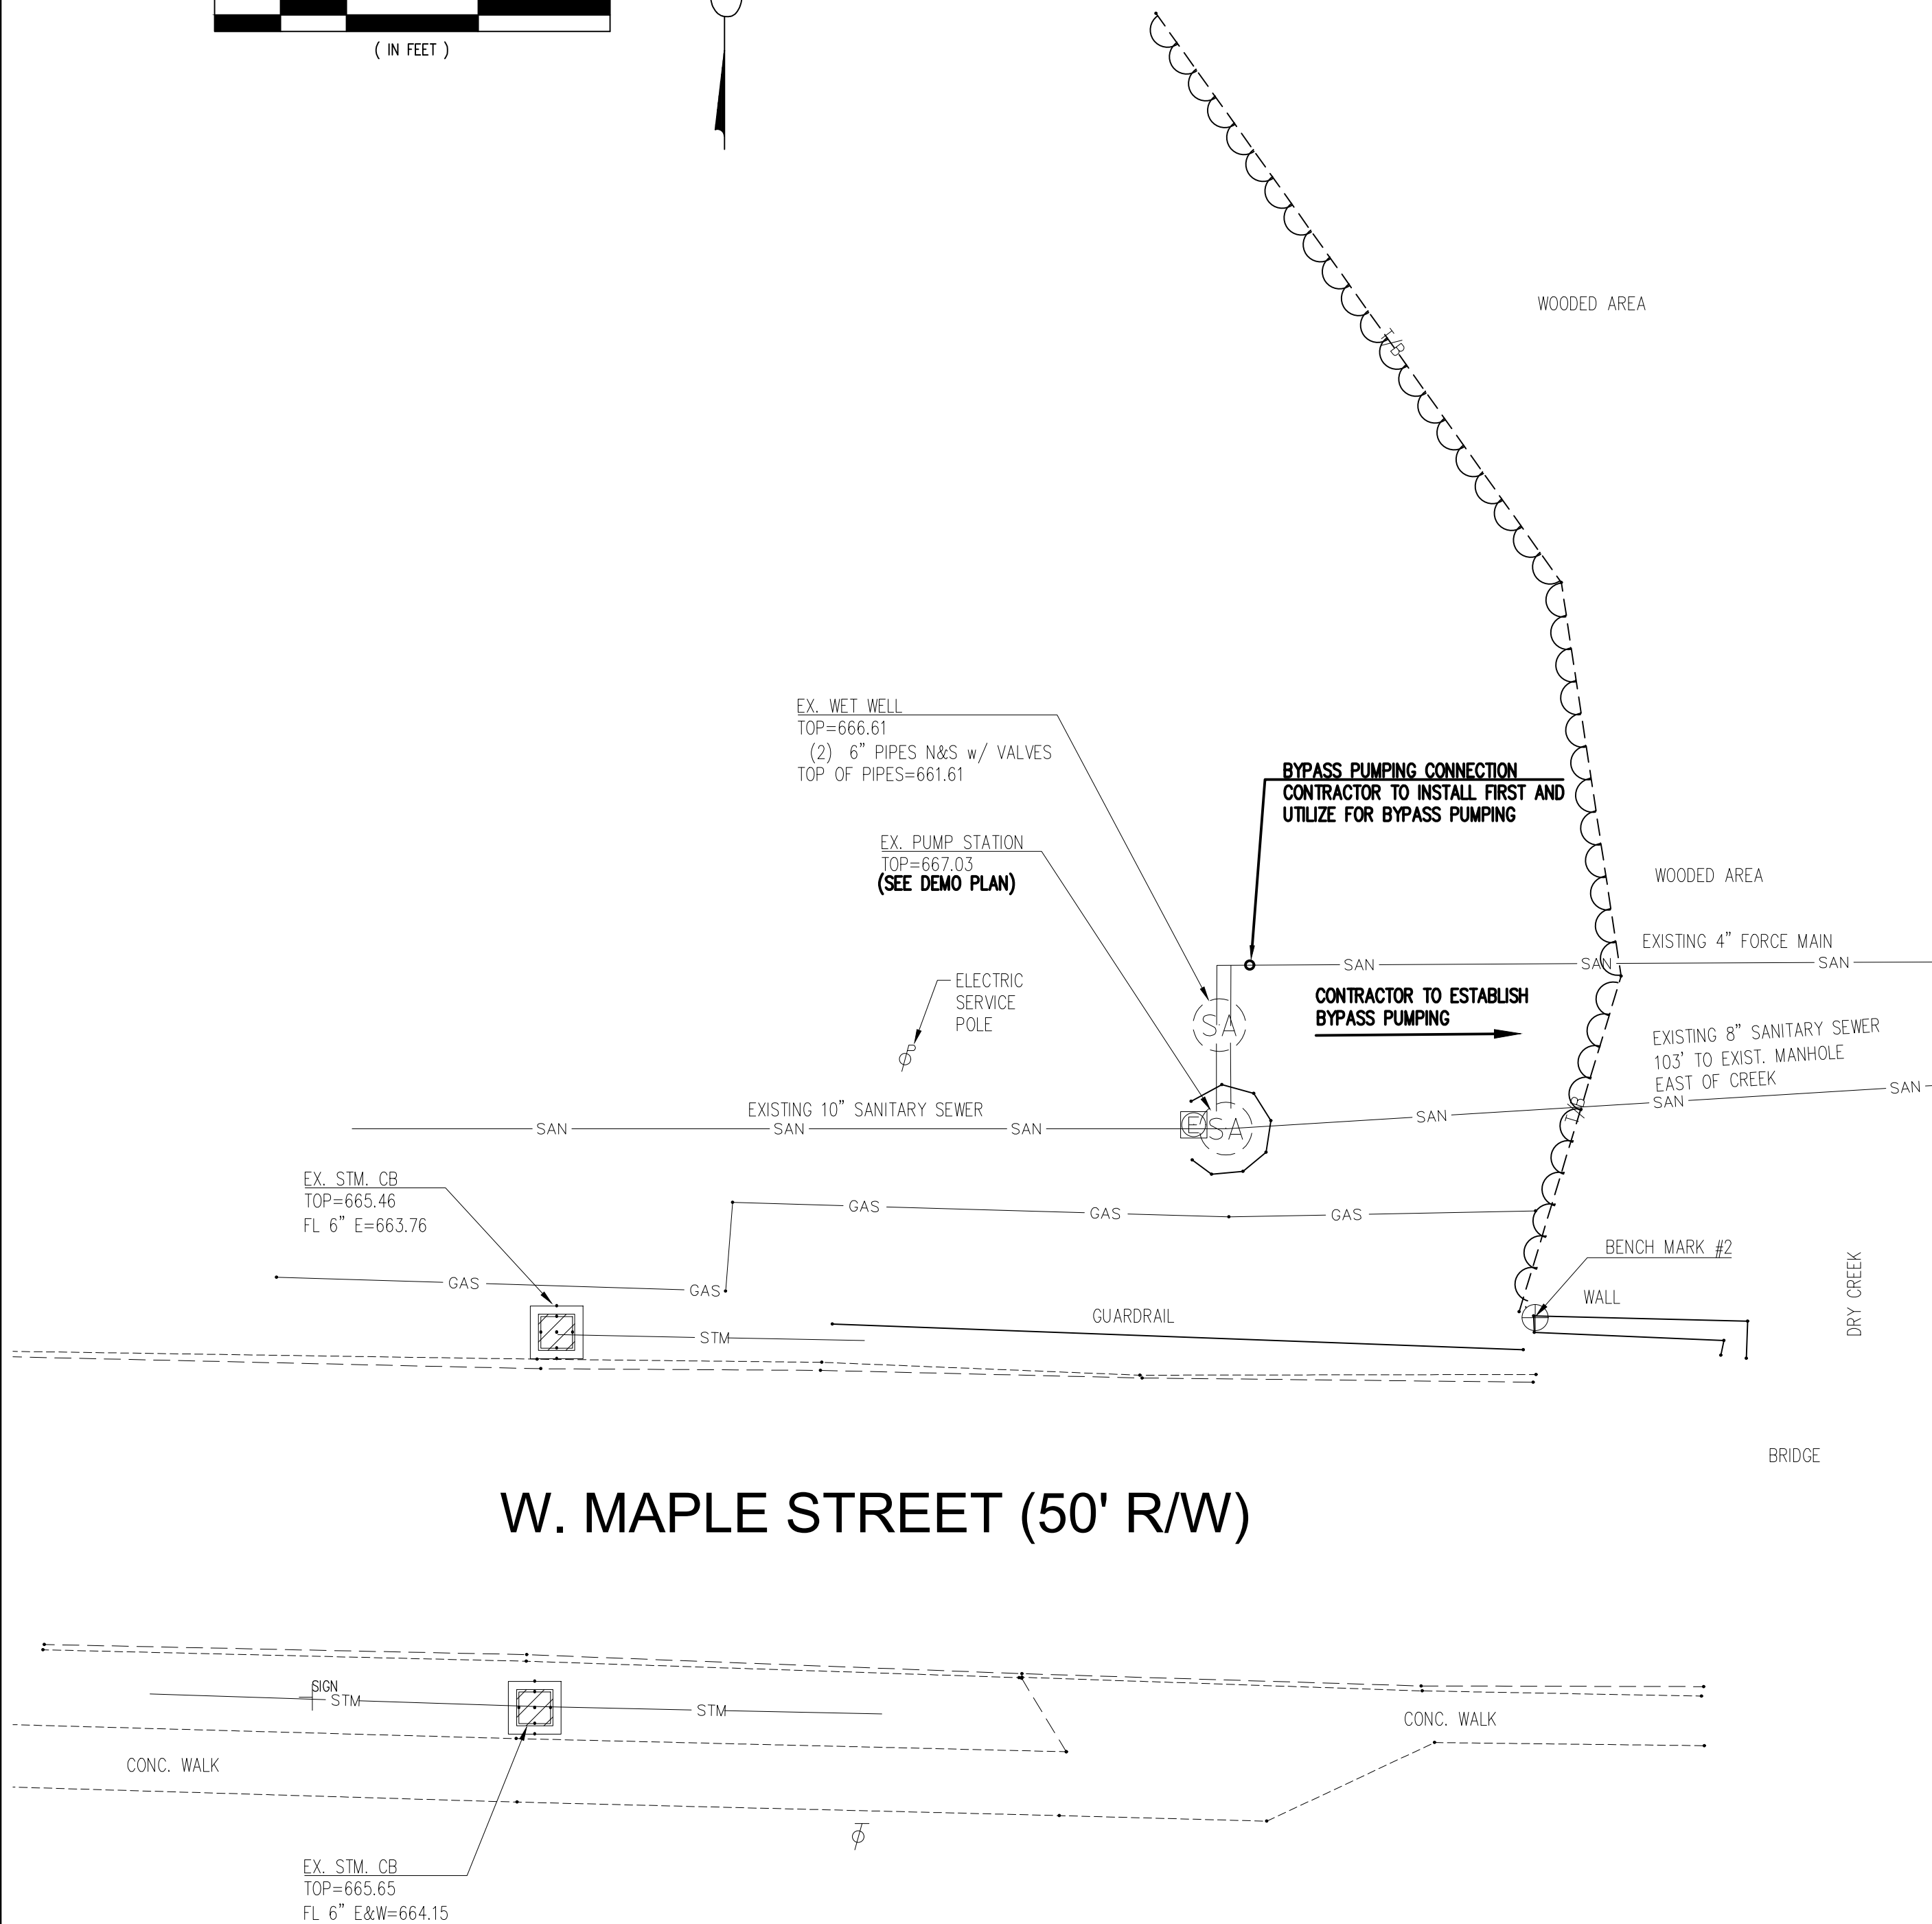 ( IN FEET )
WOODED AREA
T/B
EX. WET WELL
TOP=666.61
(2) 6" PIPES N&S w/ VALVES
TOP OF PIPES=661.61
BYPASS PUMPING CONNECTION
CONTRACTOR TO INSTALL FIRST AND
UTILIZE FOR BYPASS PUMPING
EX. PUMP STATION
TOP=667.03
(SEE DEMO PLAN)
WOODED AREA
EXISTING 4" FORCE MAIN
SAN SAN SAN
ELECTRIC
SERVICE
POLE
P
CONTRACTOR TO ESTABLISH
BYPASS PUMPING
SA
EXISTING 8" SANITARY SEWER
103' TO EXIST. MANHOLE
EAST OF CREEK
EXISTING 10" SANITARY SEWER
SAN SAN SAN
E SA
SAN SAN SAN
T/B
EX. STM. CB
TOP=665.46
FL 6" E=663.76
GAS GAS GAS
GAS GAS
BENCH MARK #2
WALL
DRY CREEK
GUARDRAIL
STM
BRIDGE
W. MAPLE STREET (50' R/W)
SIGN
STM STM
CONC. WALK
CONC. WALK
EX. STM. CB
TOP=665.65
FL 6" E&W=664.15